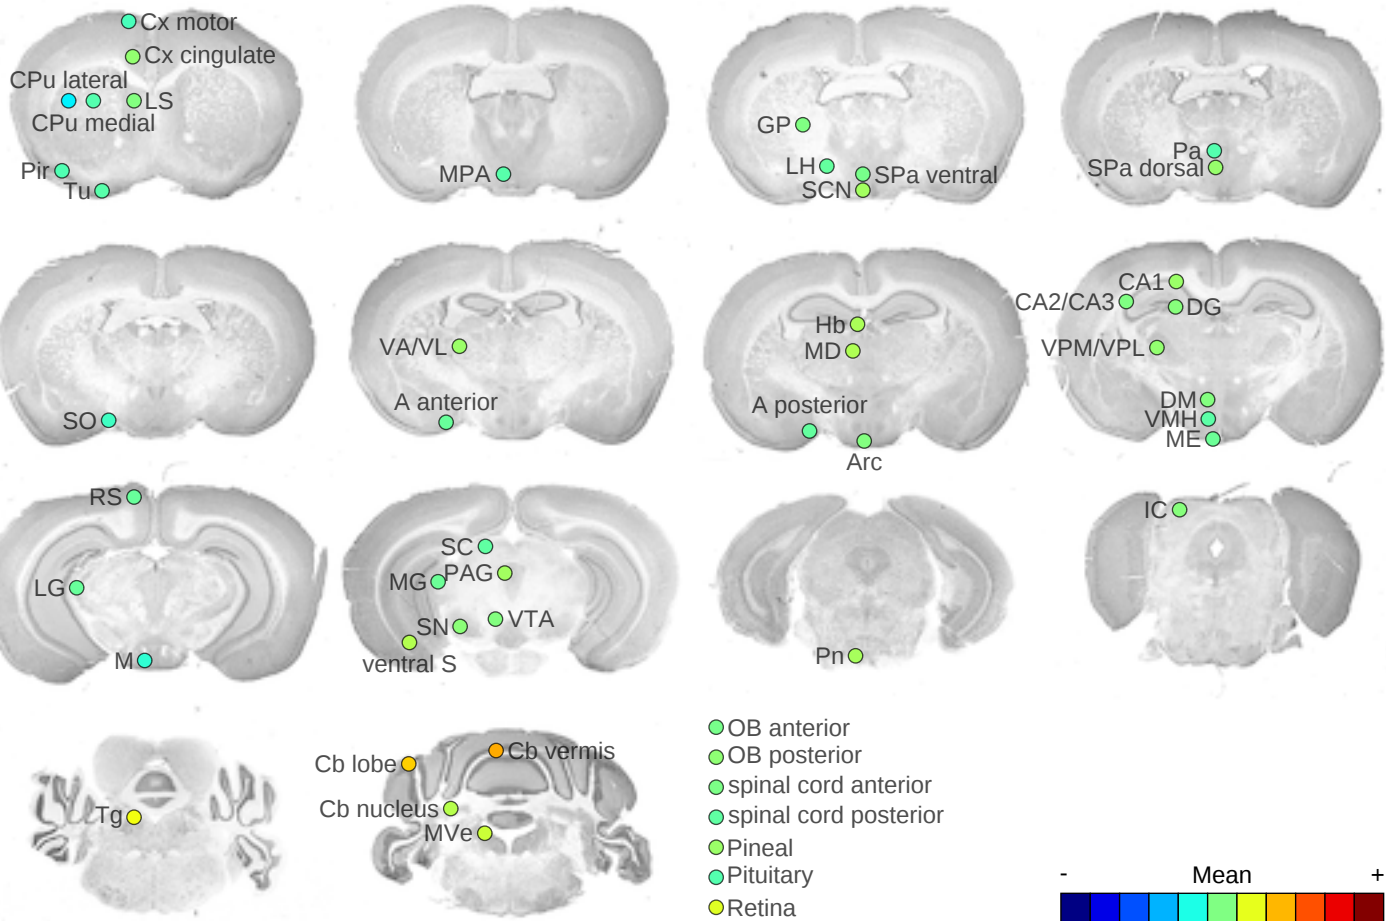 Cx motor
Cx cingulate
CPu lateral
LS
CPu medial
Pir
Tu
MPA
GP
LH
SPa ventral
SCN
Pa
SPa dorsal
SO
VA/VL
A anterior
Hb
MD
A posterior
Arc
CA1
CA2/CA3
DG
VPM/VPL
DM
VMH
ME
RS
LG
M
SC
MG
PAG
SN
VTA
ventral S
Pn
IC
Tg
Cb lobe
Cb vermis
Cb nucleus
MVe
OB anterior
OB posterior
spinal cord anterior
spinal cord posterior
Pineal
Pituitary
Retina
- Mean +